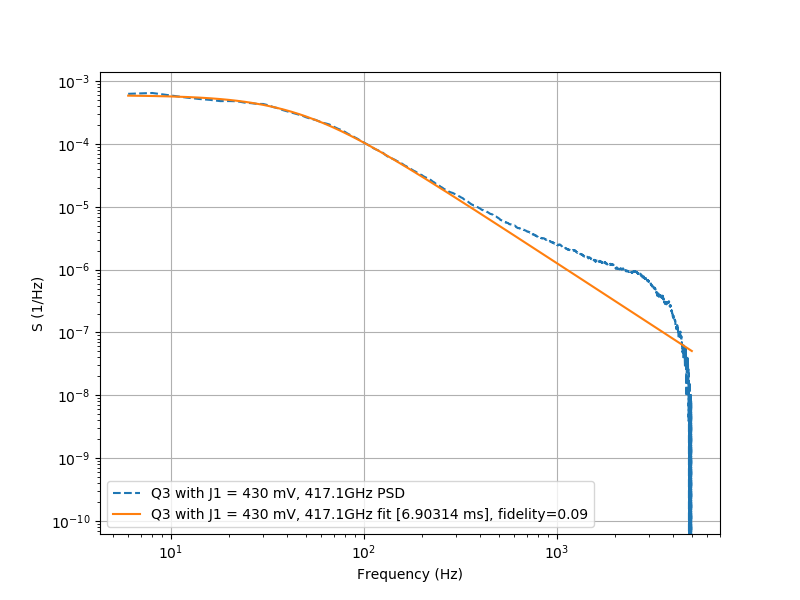 10⁻³
10⁻⁴
10⁻⁵
10⁻⁶
10⁻⁷
10⁻⁸
10⁻⁹
10⁻¹⁰
S (1/Hz)
Q3 with J1 = 430 mV, 417.1GHz PSD
Q3 with J1 = 430 mV, 417.1GHz fit [6.90314 ms], fidelity=0.09
10¹ 10² 10³
Frequency (Hz)